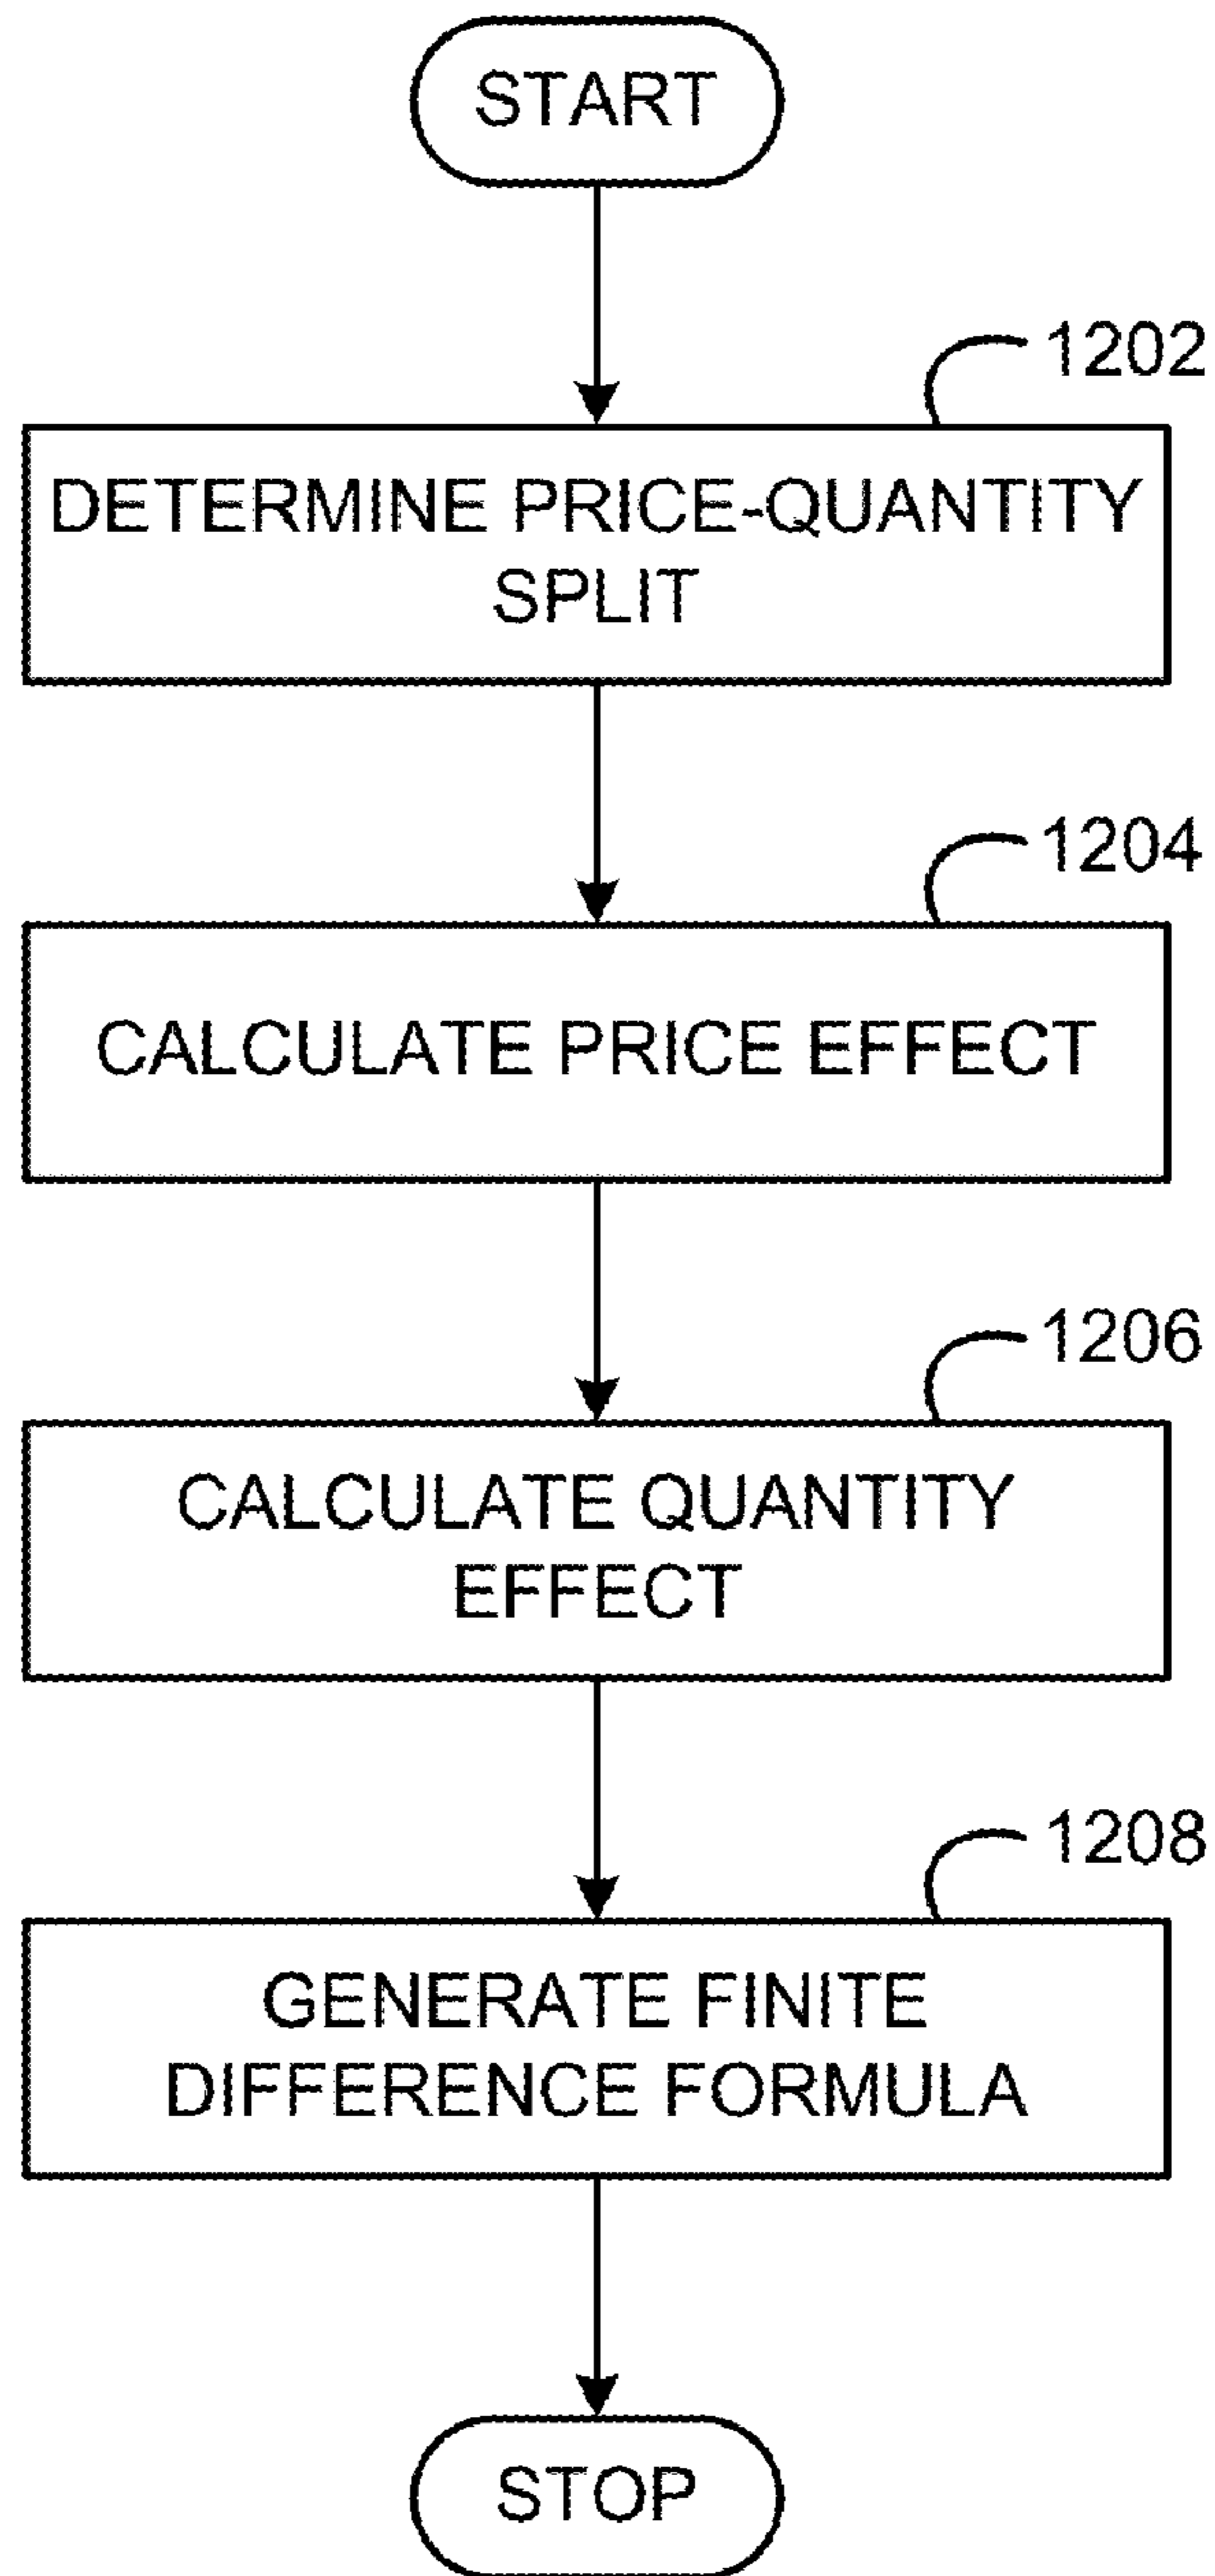 START
1202
DETERMINE PRICE-QUANTITY
SPLIT
1204
CALCULATE PRICE EFFECT
1206
CALCULATE QUANTITY
EFFECT
1208
GENERATE FINITE
DIFFERENCE FORMULA
STOP